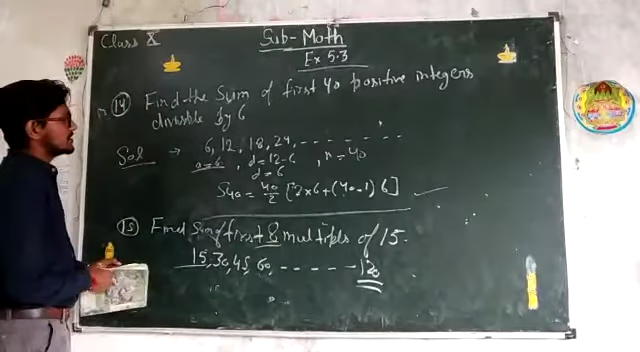 Class X
Sub-Math
Ex 5.3
(14) Find the Sum of first 40 positive integers
divisible by 6
Sol → 6, 12, 18, 24, - - - - - - - -
a=6, d=12-6, n=40
d=6
S40 = 40/2 [2×6+(40-1)6]
(15) Find Sum of first 8 multiples of 15.
15, 30, 45, 60, - - - - - - 120